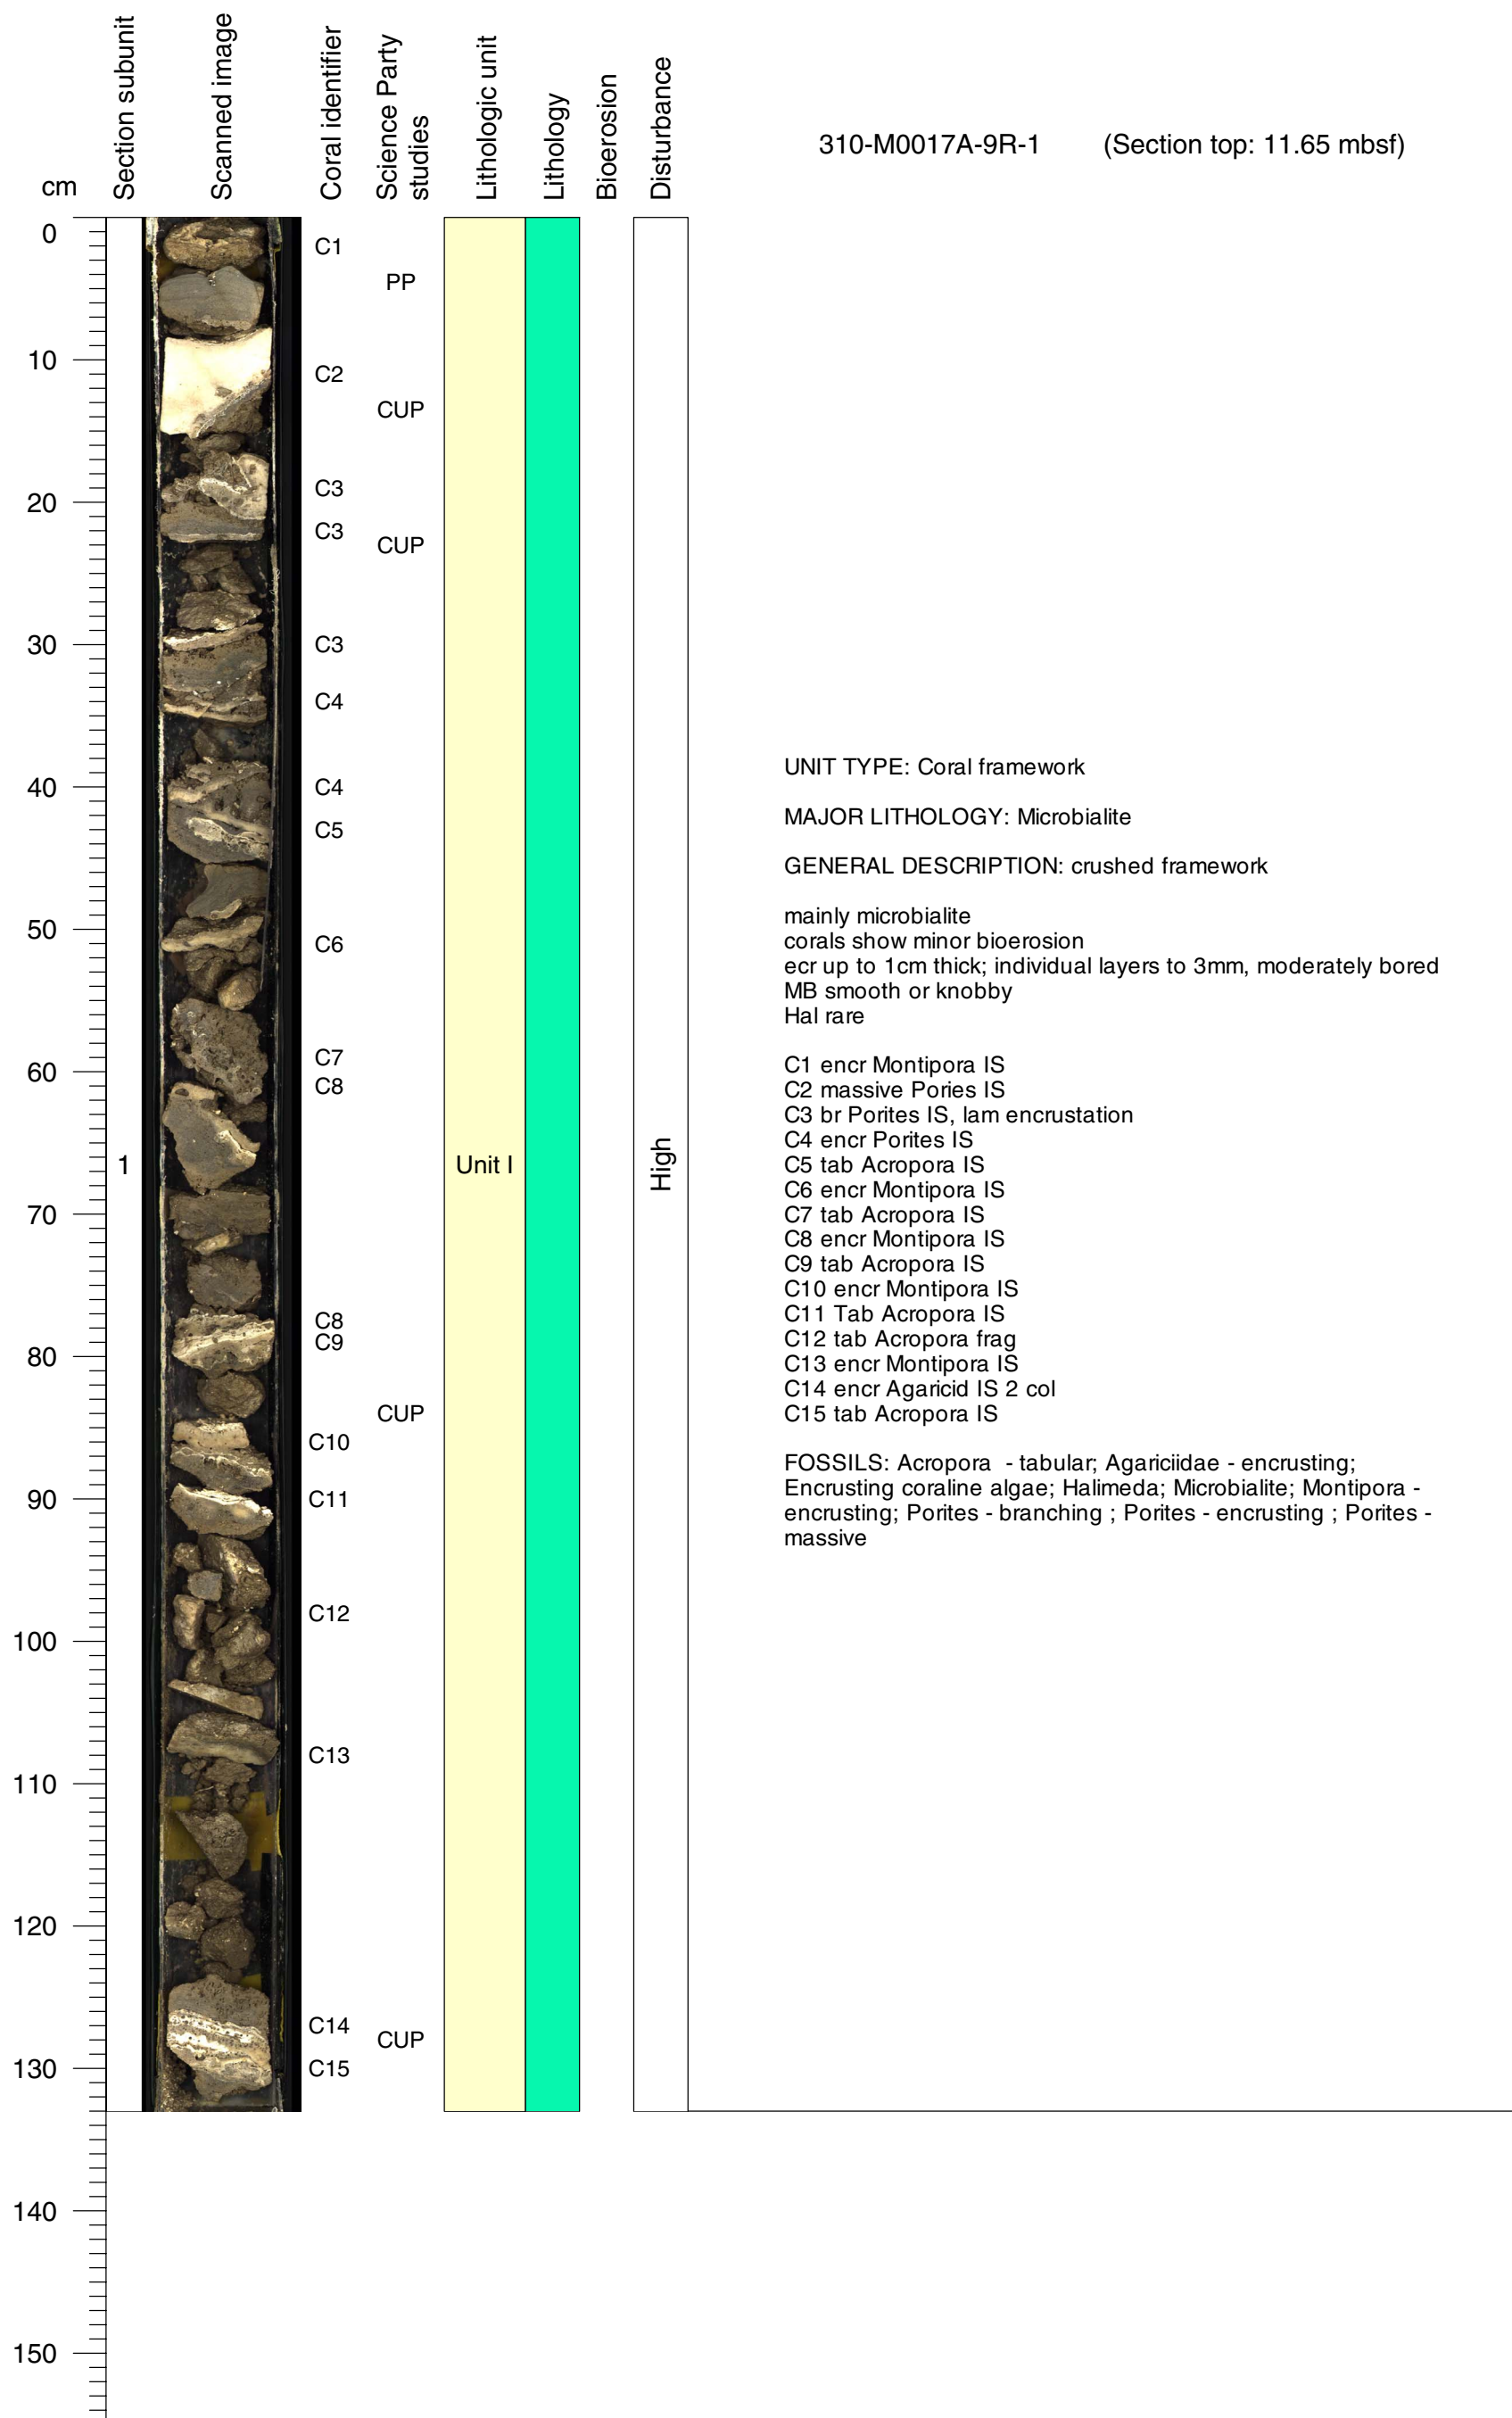 cm
Section subunit
Scanned image
Coral identifier
Science Party
studies
Lithologic unit
Lithology
Bioerosion
Disturbance
310-M0017A-9R-1 (Section top: 11.65 mbsf)
0
C1
PP
10
C2
CUP
C3
20
C3
CUP
30
C3
C4
40
C4
C5
50
C6
C7
60
C8
1
Unit I
High
70
C8
C9
80
CUP
C10
90
C11
C12
100
C13
110
120
C14
CUP
130
C15
140
150
UNIT TYPE: Coral framework
MAJOR LITHOLOGY: Microbialite
GENERAL DESCRIPTION: crushed framework
mainly microbialite
corals show minor bioerosion
ecr up to 1cm thick; individual layers to 3mm, moderately bored
MB smooth or knobby
Hal rare
C1 encr Montipora IS
C2 massive Pories IS
C3 br Porites IS, lam encrustation
C4 encr Porites IS
C5 tab Acropora IS
C6 encr Montipora IS
C7 tab Acropora IS
C8 encr Montipora IS
C9 tab Acropora IS
C10 encr Montipora IS
C11 Tab Acropora IS
C12 tab Acropora frag
C13 encr Montipora IS
C14 encr Agaricid IS 2 col
C15 tab Acropora IS
FOSSILS: Acropora - tabular; Agariciidae - encrusting;
Encrusting coraline algae; Halimeda; Microbialite; Montipora -
encrusting; Porites - branching ; Porites - encrusting ; Porites -
massive